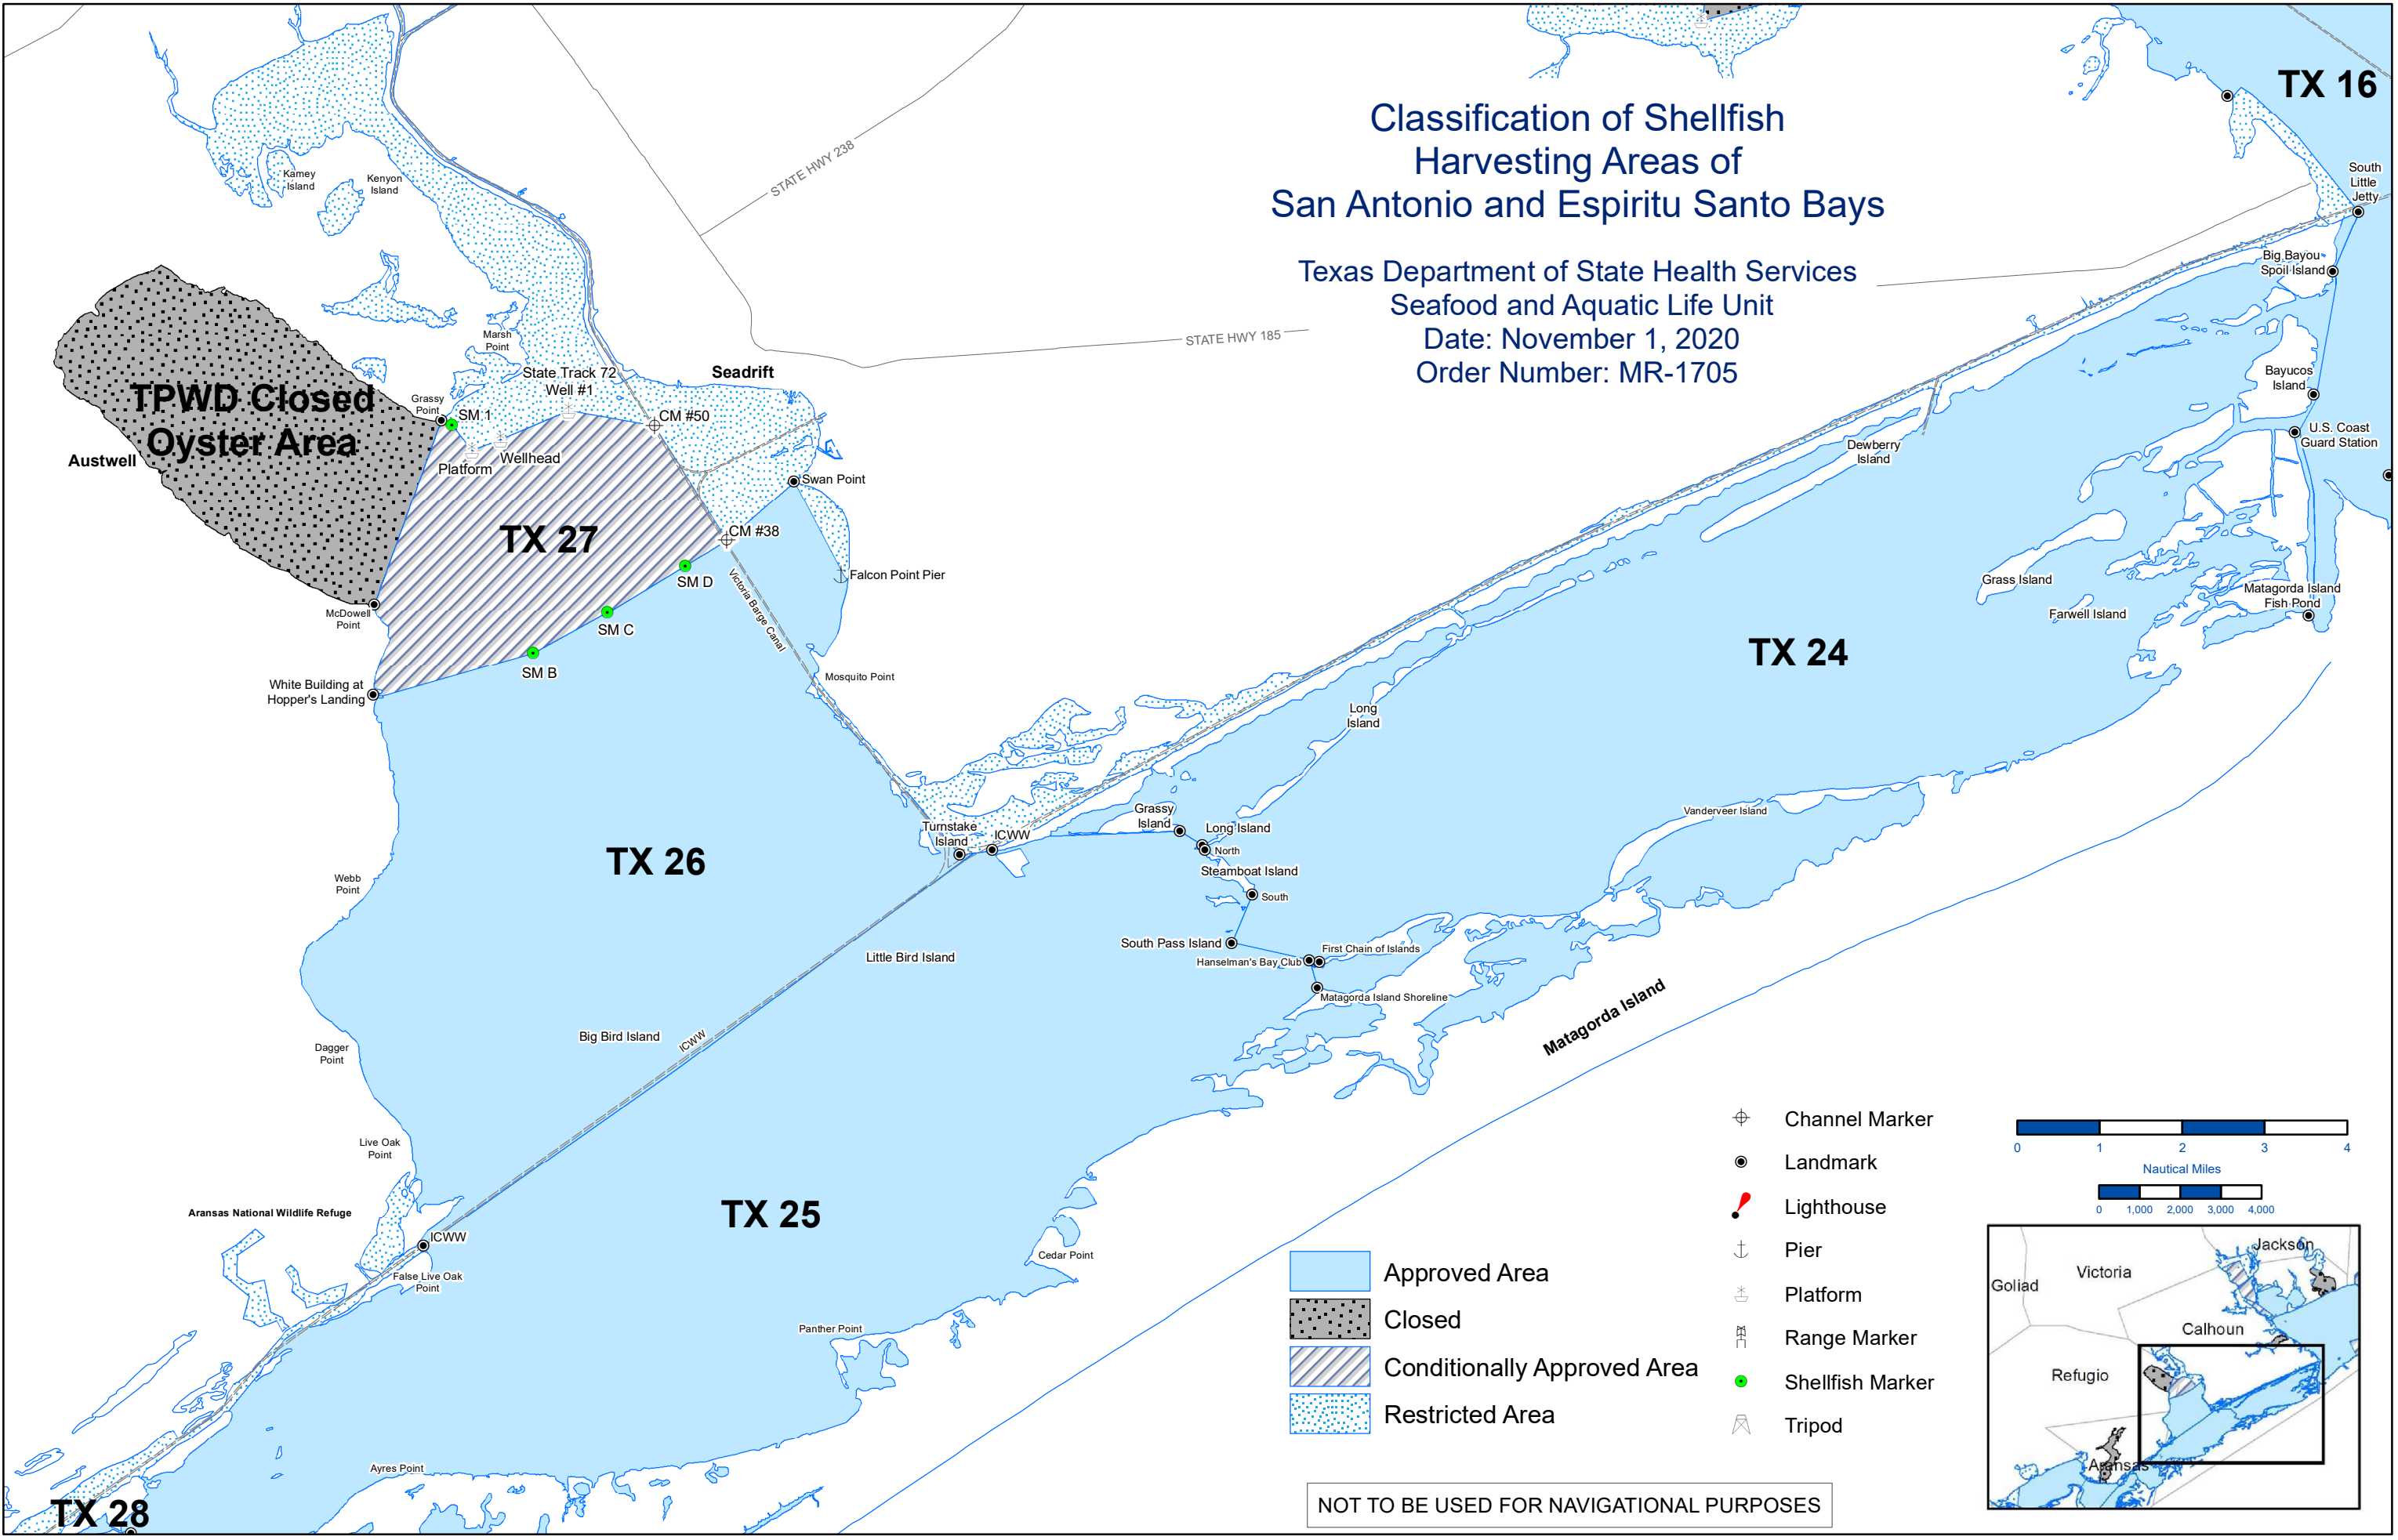 TX 16
Classification of Shellfish
Harvesting Areas of
San Antonio and Espiritu Santo Bays
Texas Department of State Health Services
Seafood and Aquatic Life Unit
Date: November 1, 2020
Order Number: MR-1705
STATE HWY 238
STATE HWY 185
South
Little
Jetty
Big Bayou
Spoil Island
Bayucos
Island
U.S. Coast
Guard Station
Kamey
Island
Kenyon
Island
Marsh
Point
State Track 72
Well #1
Seadrift
Grassy
Point
SM 1
CM #50
TPWD Closed
Oyster Area
Austwell
Platform
Wellhead
Swan Point
Dewberry
Island
TX 27
CM #38
SM D
Falcon Point Pier
Victoria Barge Canal
McDowell
Point
SM C
SM B
Grass Island
Farwell Island
Matagorda Island
Fish Pond
TX 24
White Building at
Hopper's Landing
Mosquito Point
Long
Island
Grassy
Island
Vanderveer Island
Turnstake
Island
ICWW
Long Island
North
Steamboat Island
South
TX 26
Webb
Point
South Pass Island
First Chain of Islands
Hanselman's Bay Club
Matagorda Island Shoreline
Little Bird Island
Big Bird Island
ICWW
Matagorda Island
Dagger
Point
Live Oak
Point
Aransas National Wildlife Refuge
TX 25
ICWW
False Live Oak
Point
Cedar Point
Panther Point
Ayres Point
TX 28
Approved Area
Closed
Conditionally Approved Area
Restricted Area
Channel Marker
Landmark
Lighthouse
Pier
Platform
Range Marker
Shellfish Marker
Tripod
0 1 2 3 4
Nautical Miles
0 1,000 2,000 3,000 4,000
Jackson
Victoria
Goliad
Calhoun
Refugio
Aransas
NOT TO BE USED FOR NAVIGATIONAL PURPOSES